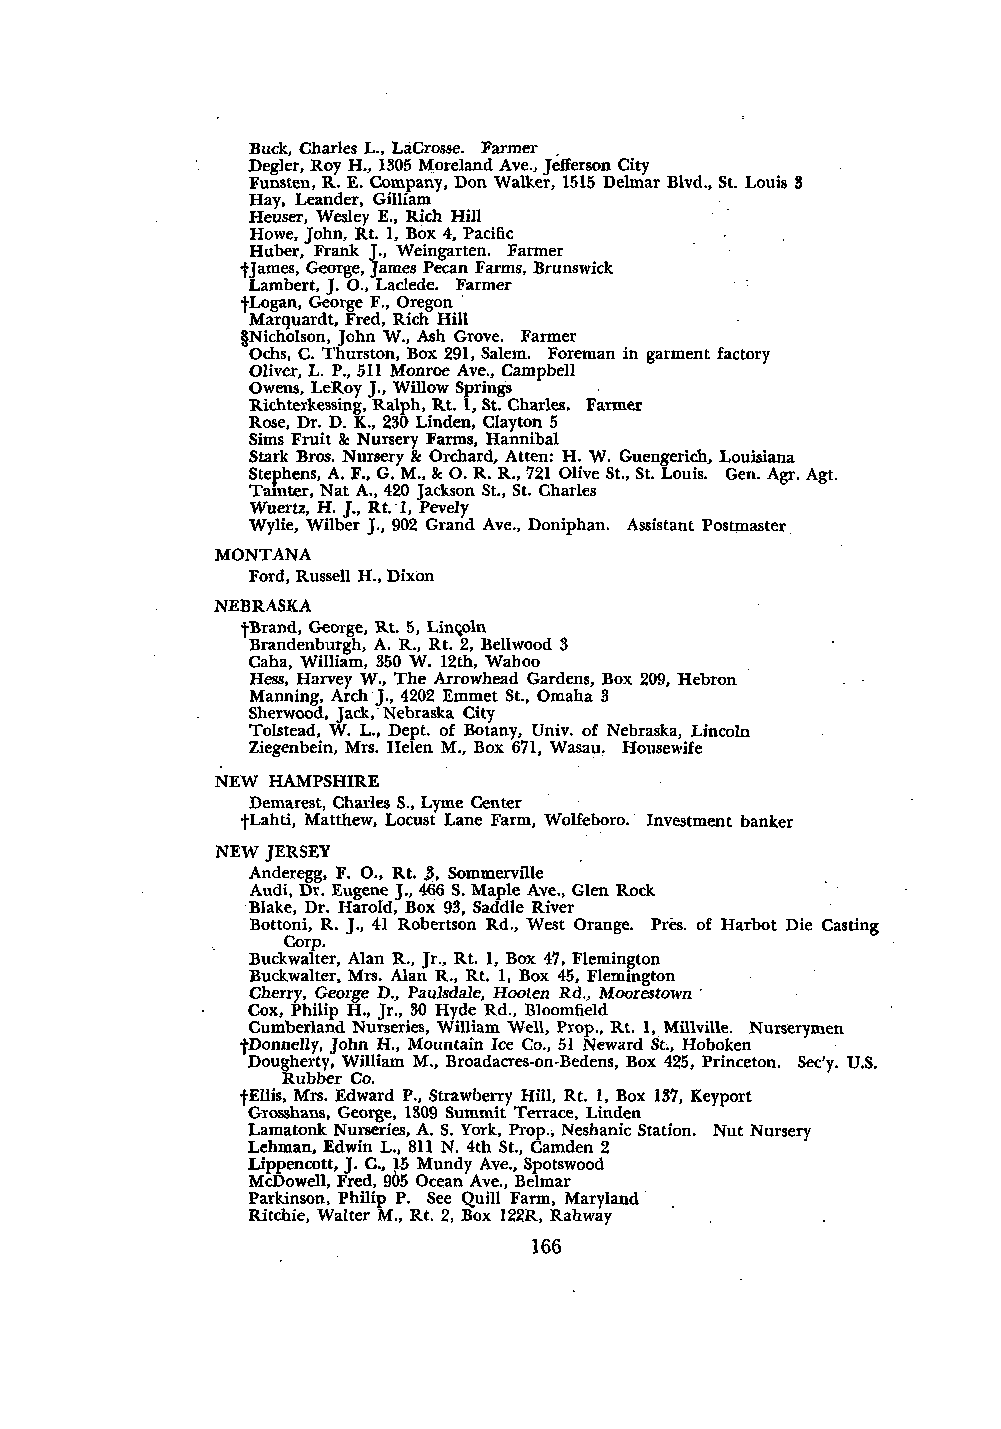 Buck, Charles L., LaCrosse. Farmer
Degler, Roy H., 1305 Moreland Ave., Jefferson City
Funsten, R. E. Company, Don Walker, 1515 Delmar Blvd., St. Louis 3
Hay, Leander, Gilliam
Heuser, Wesley E., Rich Hill
Howe, John, Rt. 1, Box 4, Pacific
Huber, Frank J., Weingarten. Farmer
†James, George, James Pecan Farms, Brunswick
Lambert, J. O., Laclede. Farmer
†Logan, George F., Oregon
Marquardt, Fred, Rich Hill
§Nicholson, John W., Ash Grove. Farmer
Ochs, C. Thurston, Box 291, Salem. Foreman in garment factory
Oliver, L. P., 511 Monroe Ave., Campbell
Owens, LeRoy J., Willow Springs
Richterkessing, Ralph, Rt. 1, St. Charles. Farmer
Rose, Dr. D. K., 230 Linden, Clayton 5
Sims Fruit & Nursery Farms, Hannibal
Stark Bros. Nursery & Orchard, Atten: H. W. Guengerich, Louisiana
Stephens, A. F., G. M., & O. R. R., 721 Olive St., St. Louis. Gen. Agr. Agt.
Tainter, Nat A., 420 Jackson St., St. Charles
Wuertz, H. J., Rt. 1, Pevely
Wylie, Wilber J., 902 Grand Ave., Doniphan. Assistant Postmaster
MONTANA
Ford, Russell H., Dixon
NEBRASKA
†Brand, George, Rt. 5, Lincoln
Brandenburgh, A. R., Rt. 2, Bellwood 3
Caha, William, 350 W. 12th, Wahoo
Hess, Harvey W., The Arrowhead Gardens, Box 209, Hebron
Manning, Arch J., 4202 Emmet St., Omaha 3
Sherwood, Jack, Nebraska City
Tolstead, W. L., Dept. of Botany, Univ. of Nebraska, Lincoln
Ziegenbein, Mrs. Helen M., Box 671, Wasau. Housewife
NEW HAMPSHIRE
Demarest, Charles S., Lyme Center
†Lahti, Matthew, Locust Lane Farm, Wolfeboro. Investment banker
NEW JERSEY
Anderegg, F. O., Rt. 3, Sommerville
Audi, Dr. Eugene J., 466 S. Maple Ave., Glen Rock
Blake, Dr. Harold, Box 93, Saddle River
Bottoni, R. J., 41 Robertson Rd., West Orange. Pres. of Harbot Die Casting
Corp.
Buckwalter, Alan R., Jr., Rt. 1, Box 47, Flemington
Buckwalter, Mrs. Alan R., Rt. 1, Box 45, Flemington
Cherry, George D., Paulsdale, Hooten Rd., Moorestown
Cox, Philip H., Jr., 30 Hyde Rd., Bloomfield
Cumberland Nurseries, William Well, Prop., Rt. 1, Millville. Nurserymen
†Donnelly, John H., Mountain Ice Co., 51 Neward St., Hoboken
Dougherty, William M., Broadacres-on-Bedens, Box 425, Princeton. Sec'y. U.S.
Rubber Co.
†Ellis, Mrs. Edward P., Strawberry Hill, Rt. 1, Box 137, Keyport
Grosshans, George, 1309 Summit Terrace, Linden
Lamatonk Nurseries, A. S. York, Prop., Neshanic Station. Nut Nursery
Lehman, Edwin L., 811 N. 4th St., Camden 2
Lippencott, J. C., 15 Mundy Ave., Spotswood
McDowell, Fred, 905 Ocean Ave., Belmar
Parkinson, Philip P. See Quill Farm, Maryland
Ritchie, Walter M., Rt. 2, Box 122R, Rahway
166